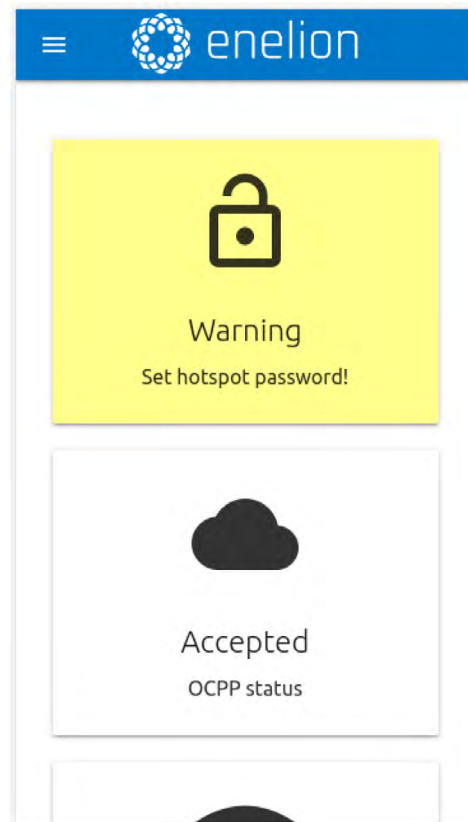 enelion
Warning
Set hotspot password!
Accepted
OCPP status